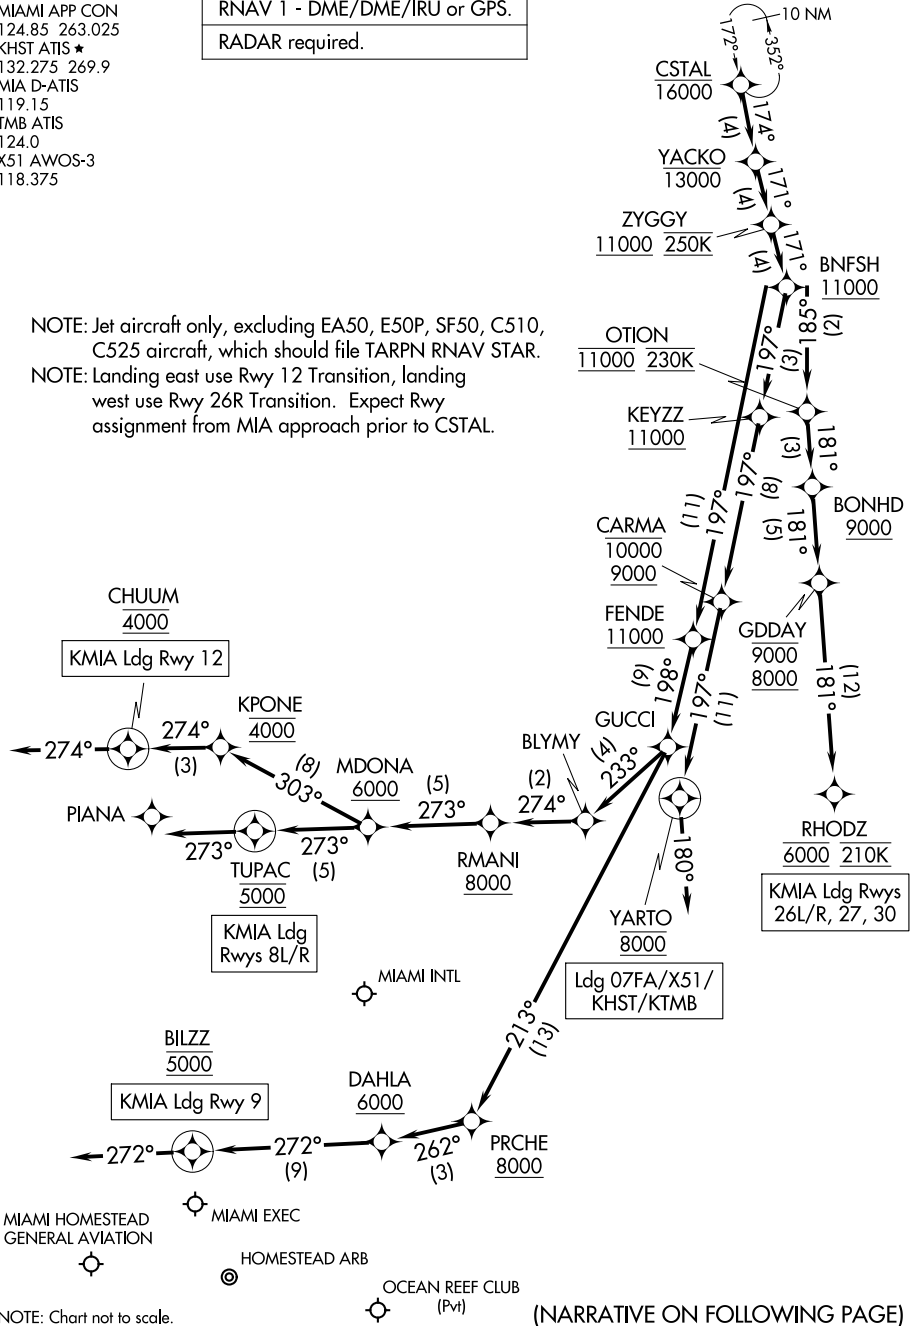 MIAMI APP CON
124.85 263.025
KHST ATIS ★
132.275 269.9
MIA D-ATIS
119.15
TMB ATIS
124.0
X51 AWOS-3
118.375
RNAV 1 - DME/DME/IRU or GPS.
RADAR required.
10 NM
172°
352°
CSTAL
16000
174°
(4)
YACKO
13000
171°
(4)
ZYGGY
11000 250K
171°
(4)
BNFSH
11000
NOTE: Jet aircraft only, excluding EA50, E50P, SF50, C510,
C525 aircraft, which should file TARPN RNAV STAR.
NOTE: Landing east use Rwy 12 Transition, landing
west use Rwy 26R Transition. Expect Rwy
assignment from MIA approach prior to CSTAL.
185°
(2)
OTION
11000 230K
197°
(3)
KEYZZ
11000
181°
(3)
BONHD
9000
197°
(11)
197°
(8)
181°
(5)
CARMA
10000
9000
FENDE
11000
GDDAY
9000
8000
CHUUM
4000
KMIA Ldg Rwy 12
198°
(9)
197°
(11)
181°
(12)
KPONE
4000
GUCCI
274°
274°
(3)
303°
(8)
MDONA
6000
BLYMY
233°
(4)
273°
(5)
274°
(2)
PIANA
273°
TUPAC
5000
273°
(5)
KMIA Ldg
Rwys 8L/R
RMANI
8000
180°
RHODZ
6000 210K
KMIA Ldg Rwys
26L/R, 27, 30
YARTO
8000
Ldg 07FA/X51/
KHST/KTMB
MIAMI INTL
213°
(13)
BILZZ
5000
KMIA Ldg Rwy 9
DAHLA
6000
PRCHE
8000
272°
272°
(9)
262°
(3)
MIAMI EXEC
MIAMI HOMESTEAD
GENERAL AVIATION
HOMESTEAD ARB
OCEAN REEF CLUB
(Pvt)
NOTE: Chart not to scale.
(NARRATIVE ON FOLLOWING PAGE)